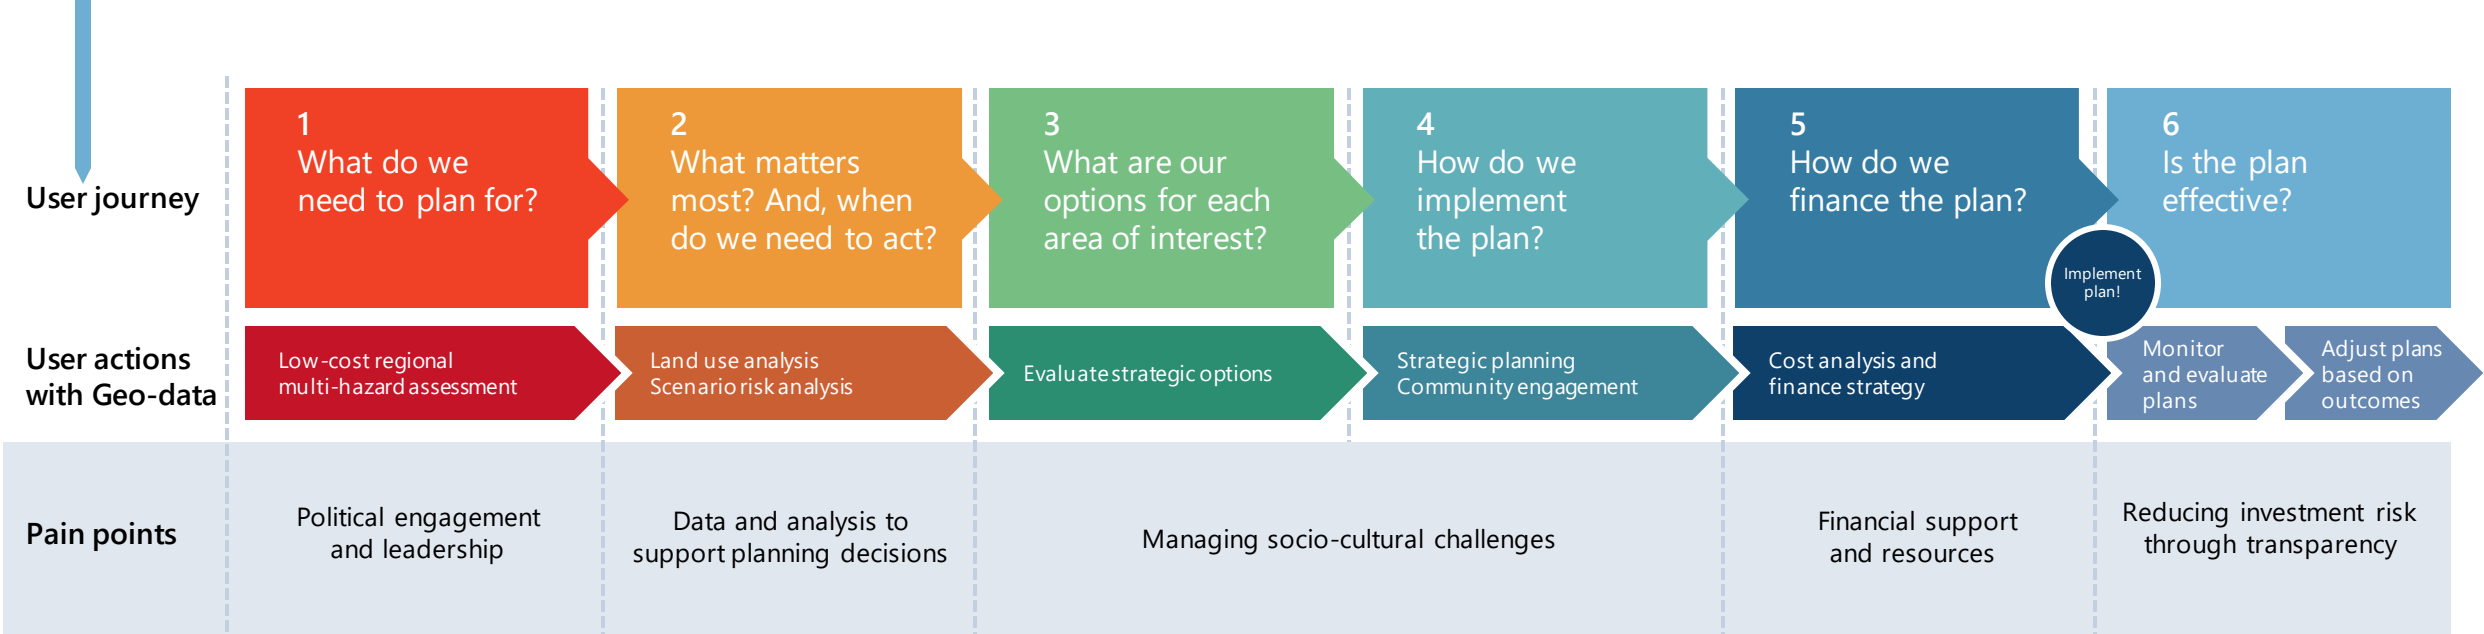 User journey
1
What do we
need to plan for?
2
What matters
most? And, when
do we need to act?
3
What are our
options for each
area of interest?
4
How do we
implement
the plan?
5
How do we
finance the plan?
6
Is the plan
effective?
Implement
plan!
User actions
with Geo-data
Low-cost regional
multi-hazard assessment
Land use analysis
Scenario risk analysis
Evaluate strategic options
Strategic planning
Community engagement
Cost analysis and
finance strategy
Monitor
and evaluate
plans
Adjust plans
based on
outcomes
Pain points
Political engagement
and leadership
Data and analysis to
support planning decisions
Managing socio-cultural challenges
Financial support
and resources
Reducing investment risk
through transparency